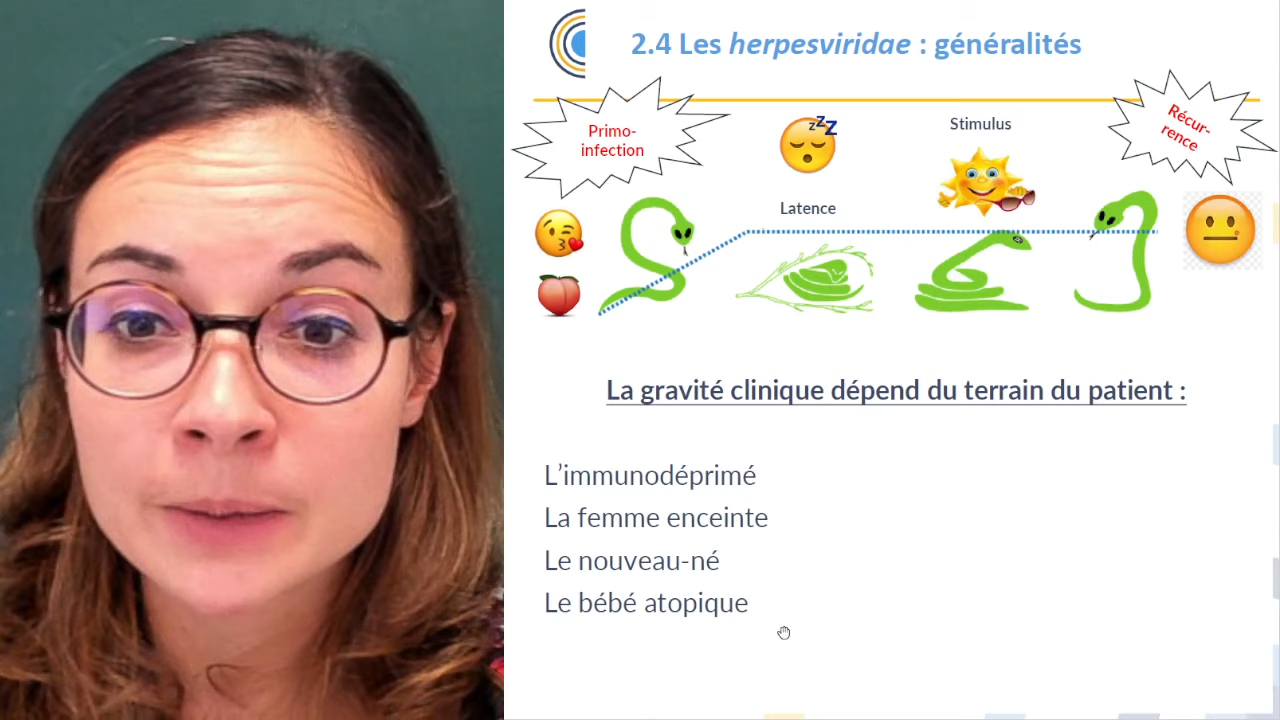 2.4 Les herpesviridae : généralités
Primo-
infection
zZZ
Stimulus
Récur-
rence
Latence
La gravité clinique dépend du terrain du patient :
L’immunodéprimé
La femme enceinte
Le nouveau-né
Le bébé atopique